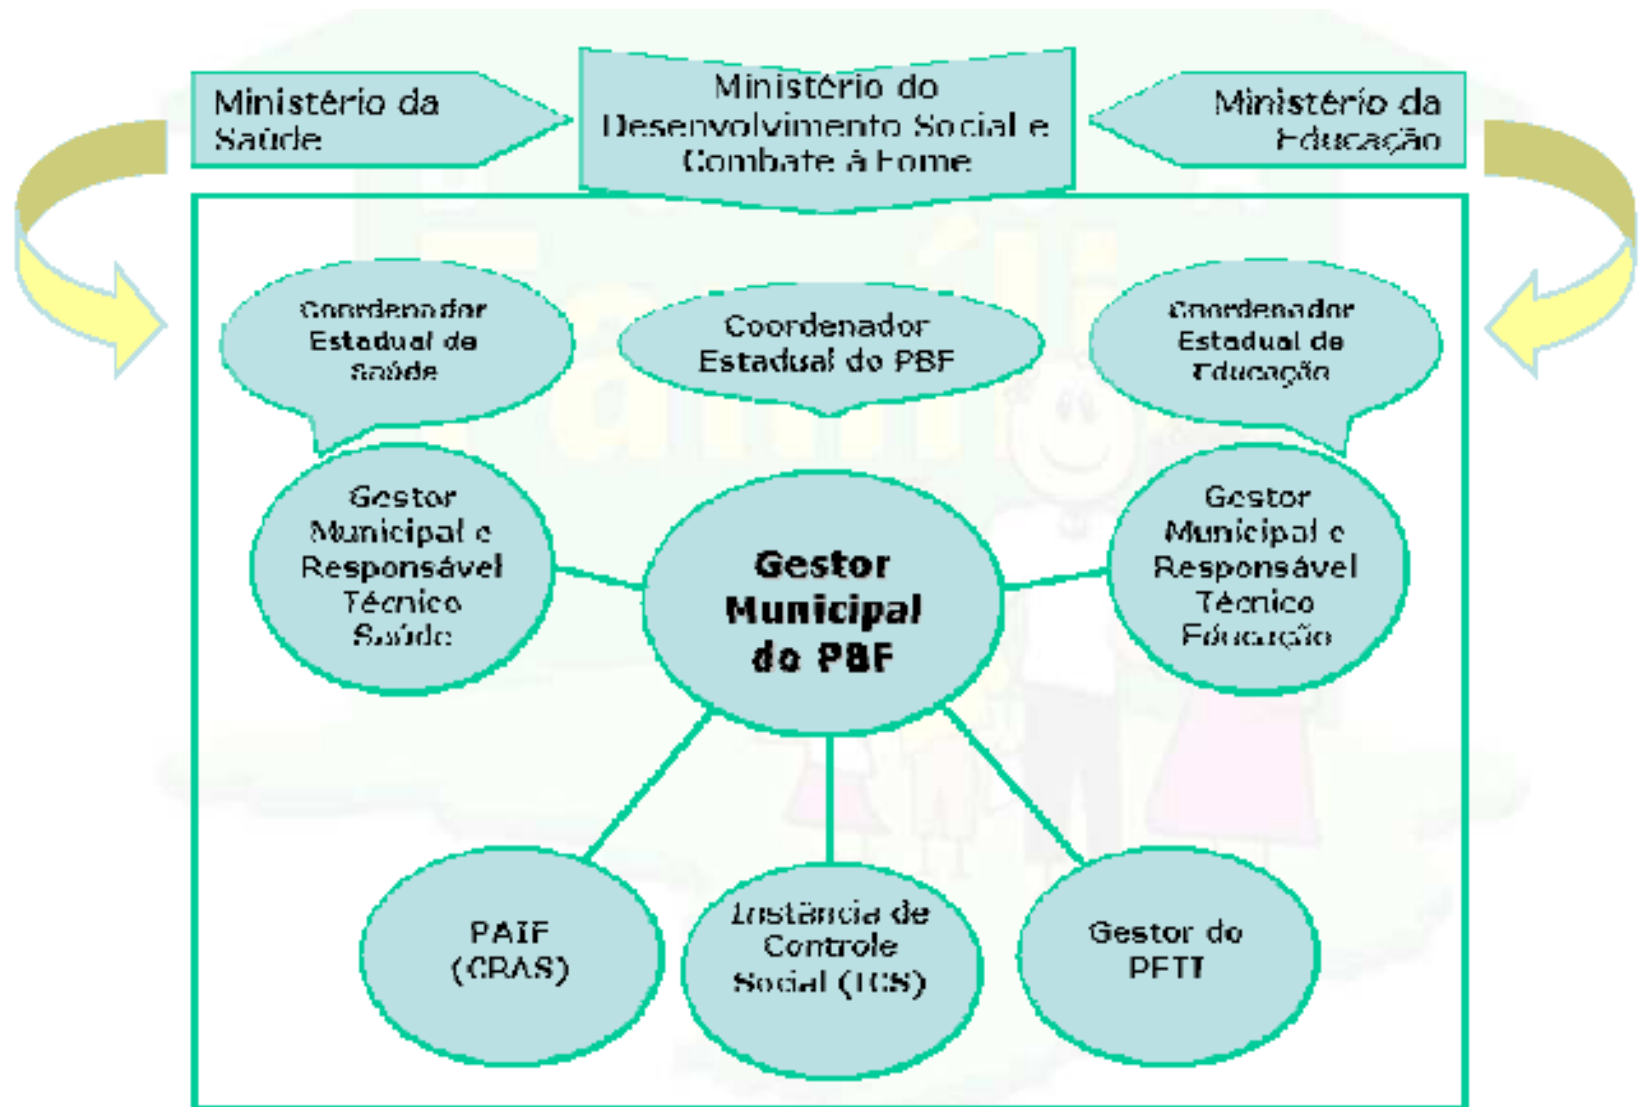 Ministério da
Saúde
Ministério do
Desenvolvimento Social e
Combate à Fome
Ministério da
Educação
Coordenador
Estadual de
Saúde
Coordenador
Estadual do PBF
Coordenador
Estadual de
Educação
Gestor
Municipal e
Responsável
Técnico
Saúde
Gestor
Municipal
do PBF
Gestor
Municipal e
Responsável
Técnico
Educação
PAIF
(CRAS)
Instância de
Controle
Social (ICS)
Gestor do
PETI